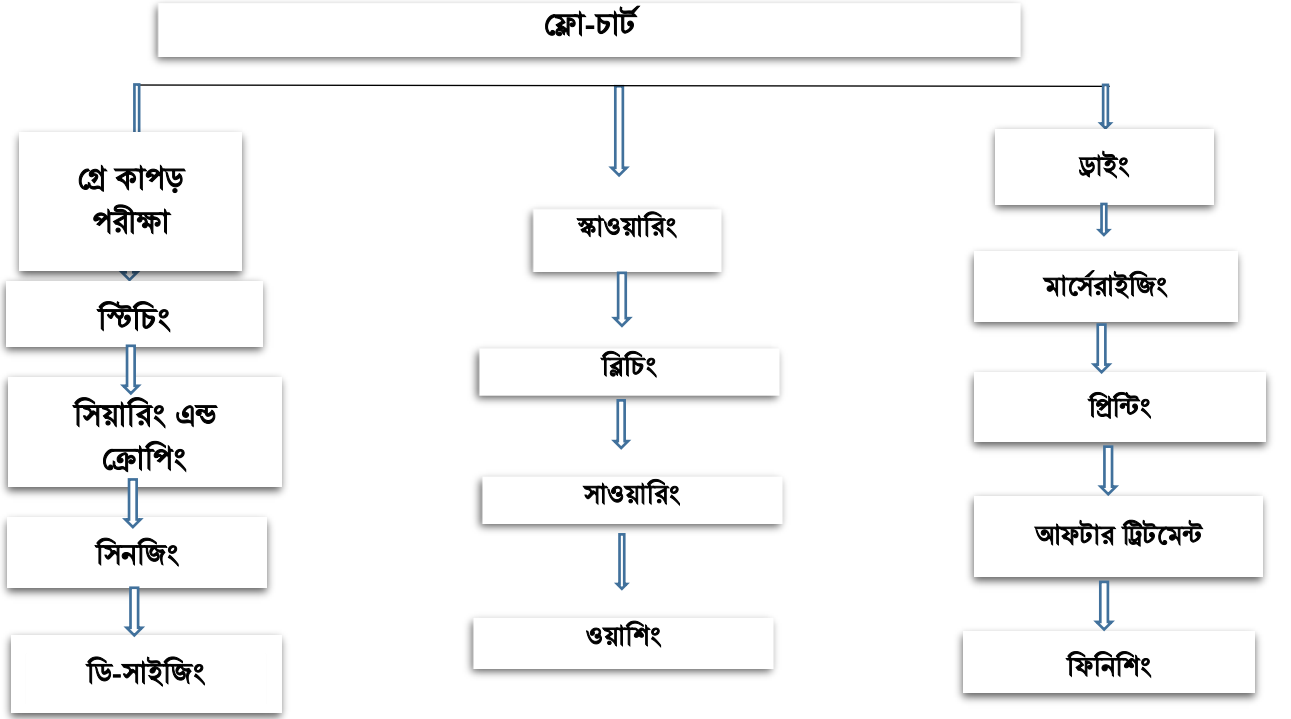 ফ্লো-চার্ট
গ্রে কাপড়
পরীক্ষা
স্টিচিং
সিয়ারিং এন্ড
ক্রোপিং
সিনজিং
ডি-সাইজিং
স্কাওয়ারিং
ব্লিচিং
সাওয়ারিং
ওয়াশিং
ড্রাইং
মার্সেরাইজিং
প্রিন্টিং
আফটার ট্রিটমেন্ট
ফিনিশিং